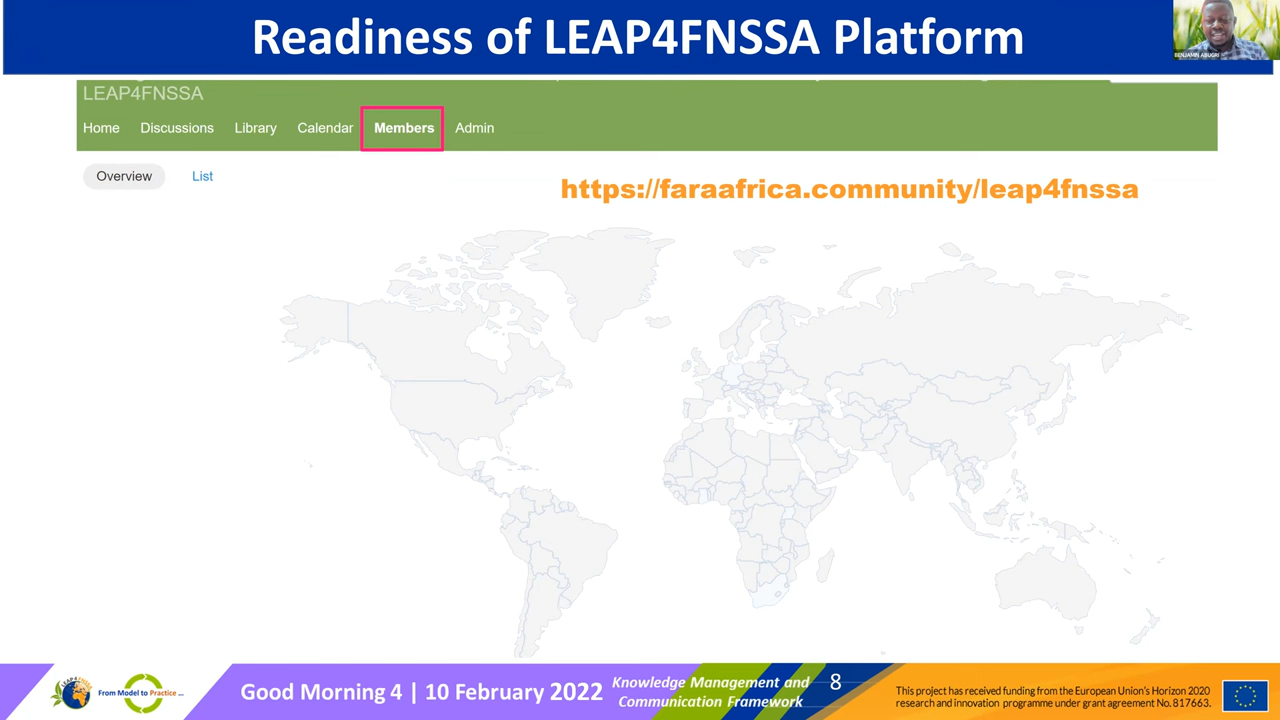 Readiness of LEAP4FNSSA Platform
BENJAMIN ABUGRI
LEAP4FNSSA
Home Discussions Library Calendar Members Admin
Overview List
https://faraafrica.community/leap4fnssa
From Model to Practice ...
Good Morning 4 | 10 February 2022
Knowledge Management and
Communication Framework
8
This project has received funding from the European Union's Horizon 2020
research and innovation programme under grant agreement No. 817663.